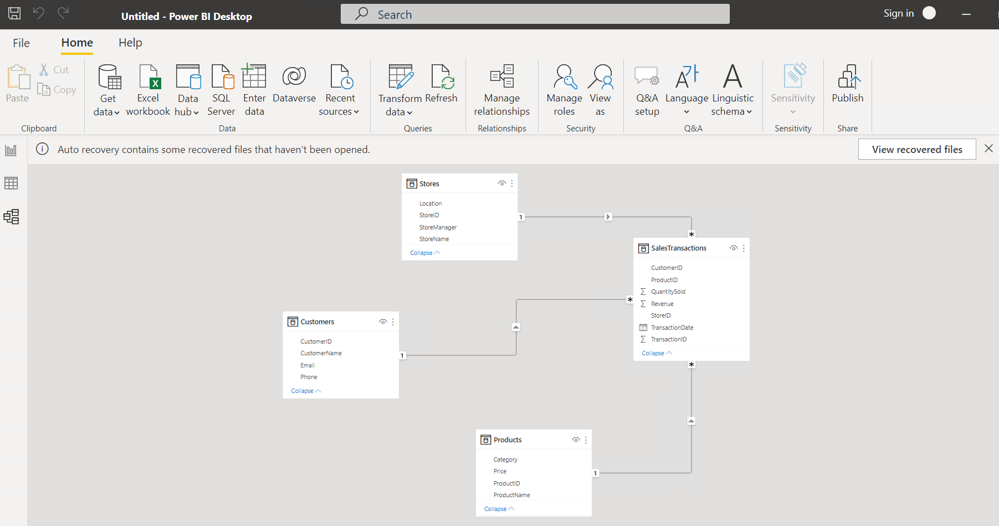 Untitled - Power BI Desktop
Search
Sign in
File
Home
Help
Paste
Cut
Copy
Clipboard
Get data
Excel workbook
Data hub
SQL Server
Enter data
Dataverse
Recent sources
Data
Transform data
Refresh
Queries
Manage relationships
Relationships
Manage roles
View as
Security
Q&A setup
Language
Linguistic schema
Q&A
Sensitivity
Sensitivity
Publish
Share
Auto recovery contains some recovered files that haven't been opened.
View recovered files
Stores
Location
StoreID
StoreManager
StoreName
Collapse
1
*
SalesTransactions
CustomerID
ProductID
QuantitySold
Revenue
StoreID
TransactionDate
TransactionID
Collapse
*
*
Customers
CustomerID
CustomerName
Email
Phone
Collapse
1
Products
Category
Price
ProductID
ProductName
Collapse
1